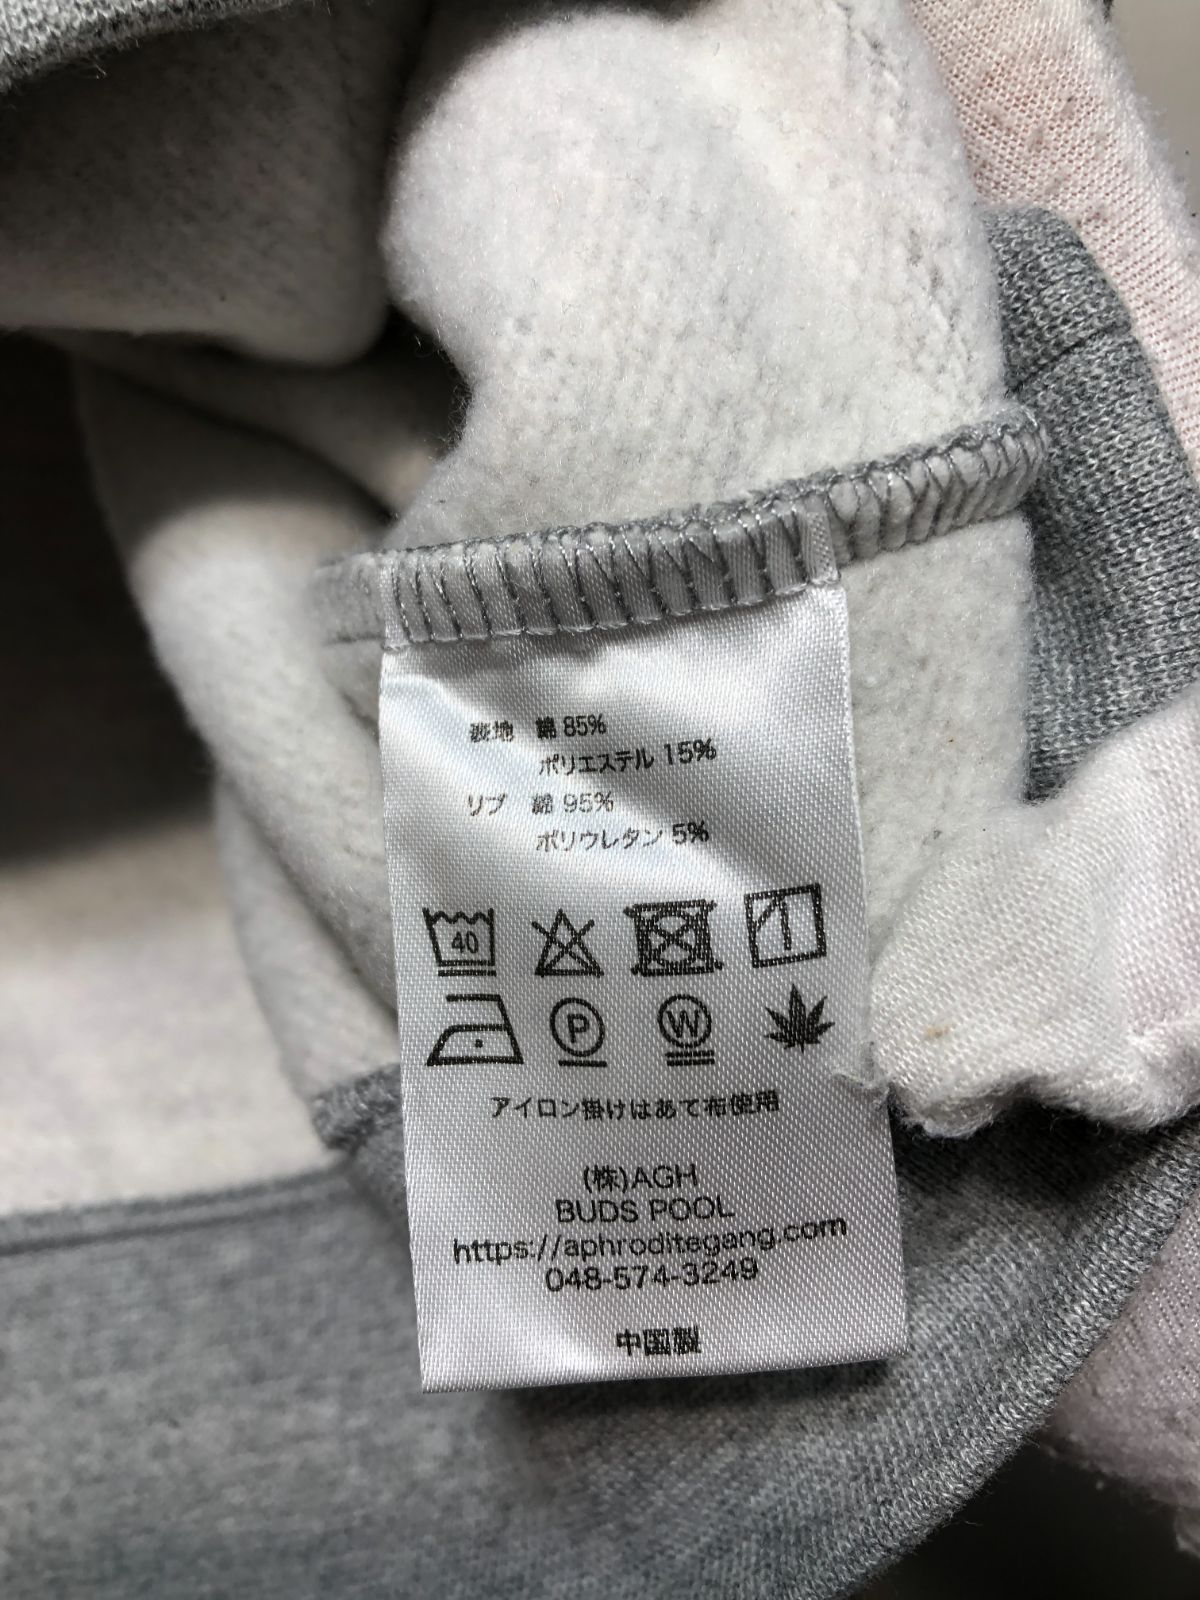 表地 綿 85%
ポリエステル 15%
リブ 綿 95%
ポリウレタン 5%
40
P W
アイロン掛けはあて布使用
(株)AGH
BUDS POOL
https://aphroditegang.com
048-574-3249
中国製